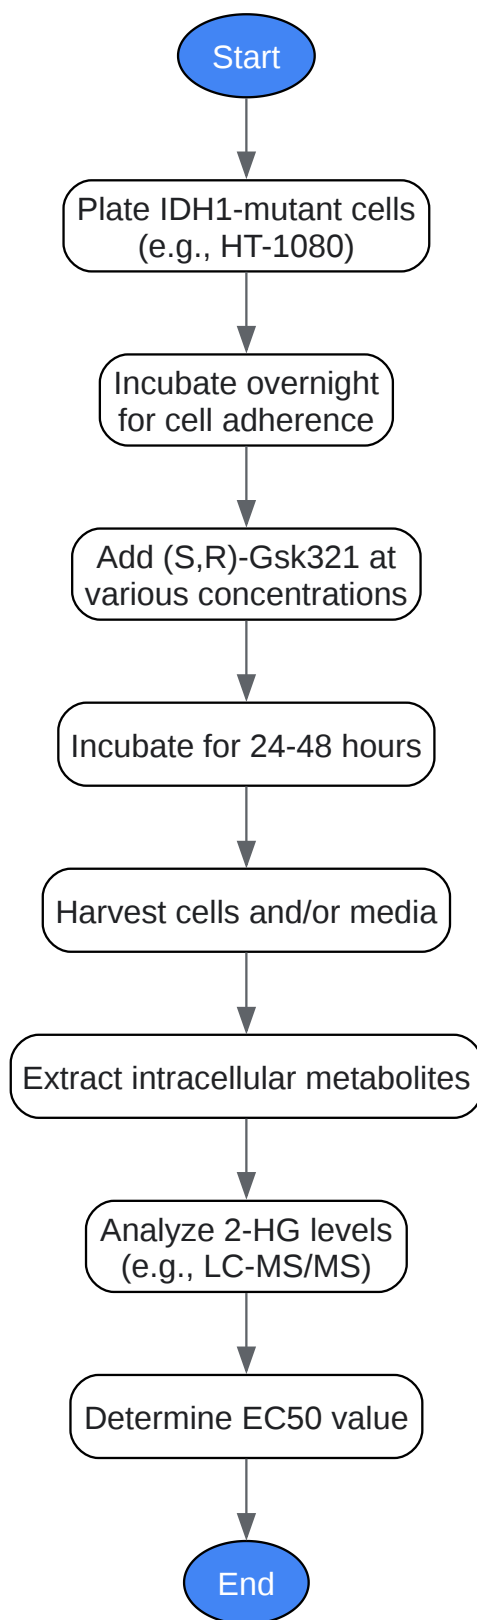 Start
Plate IDH1-mutant cells
(e.g., HT-1080)
Incubate overnight
for cell adherence
Add (S,R)-Gsk321 at
various concentrations
Incubate for 24-48 hours
Harvest cells and/or media
Extract intracellular metabolites
Analyze 2-HG levels
(e.g., LC-MS/MS)
Determine EC50 value
End